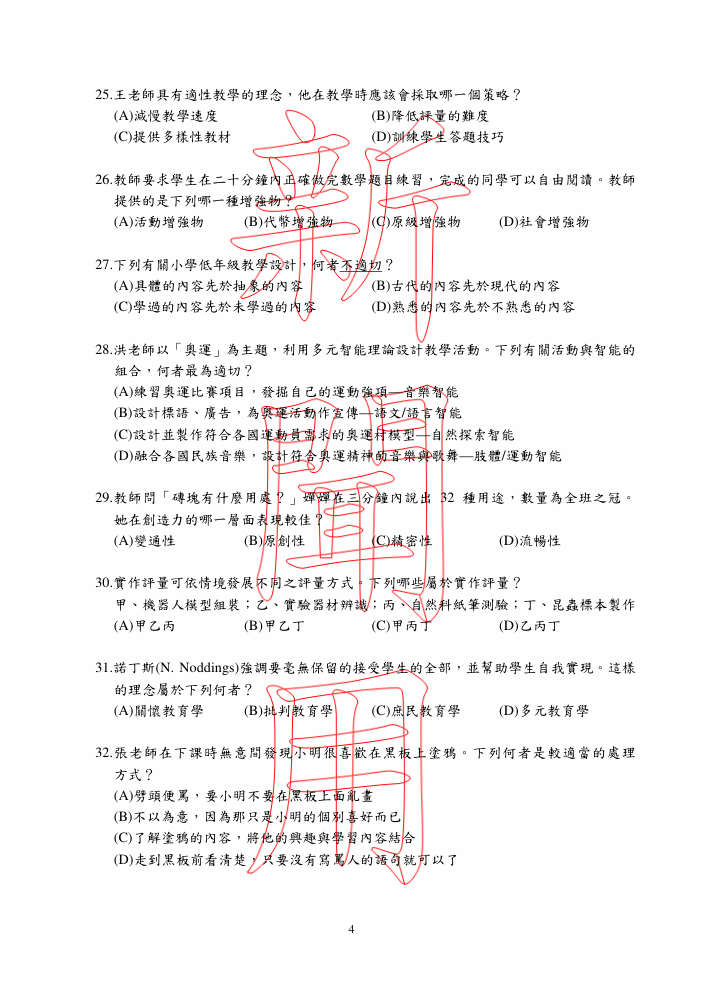 25.王老師具有適性教學的理念，他在教學時應該會採取哪一個策略？
(A)減慢教學速度 (B)降低評量的難度
(C)提供多樣性教材 (D)訓練學生答題技巧
26.教師要求學生在二十分鐘內正確做完數學題目練習，完成的同學可以自由閱讀。教師
提供的是下列哪一種增強物？
(A)活動增強物 (B)代幣增強物 (C)原級增強物 (D)社會增強物
27.下列有關小學低年級教學設計，何者不適切？
(A)具體的內容先於抽象的內容 (B)古代的內容先於現代的內容
(C)學過的內容先於未學過的內容 (D)熟悉的內容先於不熟悉的內容
28.洪老師以「奧運」為主題，利用多元智能理論設計教學活動。下列有關活動與智能的
組合，何者最為適切？
(A)練習奧運比賽項目，發掘自己的運動強項—音樂智能
(B)設計標語、廣告，為奧運活動作宣傳—語文/語言智能
(C)設計並製作符合各國運動員需求的奧運村模型—自然探索智能
(D)融合各國民族音樂，設計符合奧運精神的音樂與歌舞—肢體/運動智能
29.教師問「磚塊有什麼用處？」嬋嬋在三分鐘內說出 32 種用途，數量為全班之冠。
她在創造力的哪一層面表現較佳？
(A)變通性 (B)原創性 (C)精密性 (D)流暢性
30.實作評量可依情境發展不同之評量方式。下列哪些屬於實作評量？
甲、機器人模型組裝；乙、實驗器材辨識；丙、自然科紙筆測驗；丁、昆蟲標本製作
(A)甲乙丙 (B)甲乙丁 (C)甲丙丁 (D)乙丙丁
31.諾丁斯(N. Noddings)強調要毫無保留的接受學生的全部，並幫助學生自我實現。這樣
的理念屬於下列何者？
(A)關懷教育學 (B)批判教育學 (C)庶民教育學 (D)多元教育學
32.張老師在下課時無意間發現小明很喜歡在黑板上塗鴉。下列何者是較適當的處理
方式？
(A)劈頭便罵，要小明不要在黑板上面亂畫
(B)不以為意，因為那只是小明的個別喜好而已
(C)了解塗鴉的內容，將他的興趣與學習內容結合
(D)走到黑板前看清楚，只要沒有寫罵人的語句就可以了
4